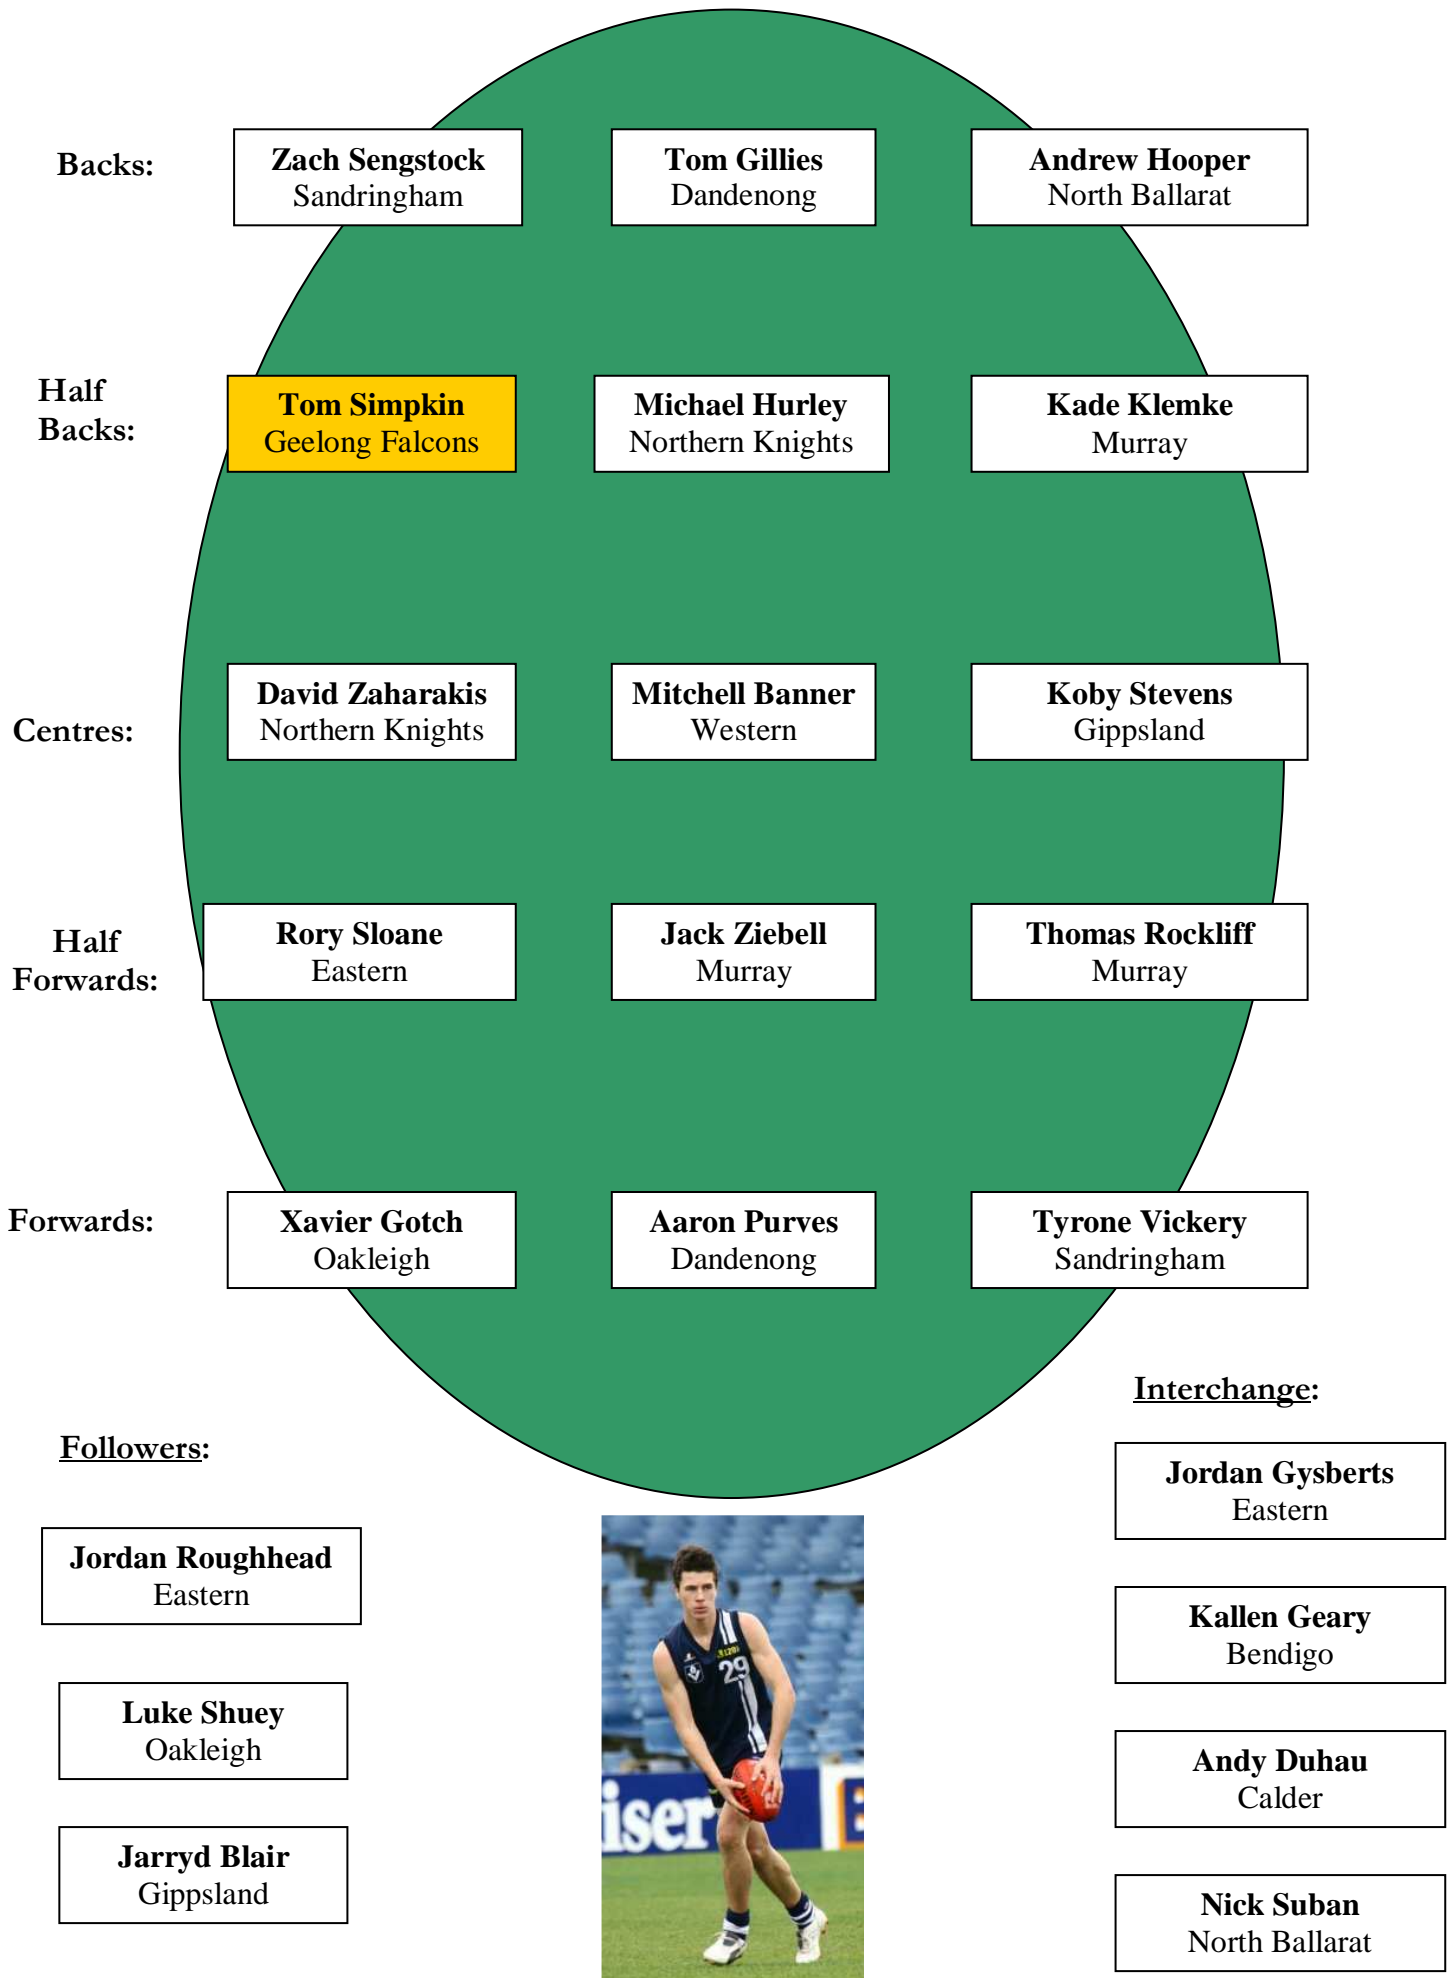 Backs:
Zach Sengstock
Sandringham
Tom Gillies
Dandenong
Andrew Hooper
North Ballarat
Half
Backs:
Tom Simpkin
Geelong Falcons
Michael Hurley
Northern Knights
Kade Klemke
Murray
Centres:
David Zaharakis
Northern Knights
Mitchell Banner
Western
Koby Stevens
Gippsland
Half
Forwards:
Rory Sloane
Eastern
Jack Ziebell
Murray
Thomas Rockliff
Murray
Forwards:
Xavier Gotch
Oakleigh
Aaron Purves
Dandenong
Tyrone Vickery
Sandringham
Followers:
Jordan Roughhead
Eastern
Luke Shuey
Oakleigh
Jarryd Blair
Gippsland
29
iser
E
Interchange:
Jordan Gysberts
Eastern
Kallen Geary
Bendigo
Andy Duhau
Calder
Nick Suban
North Ballarat